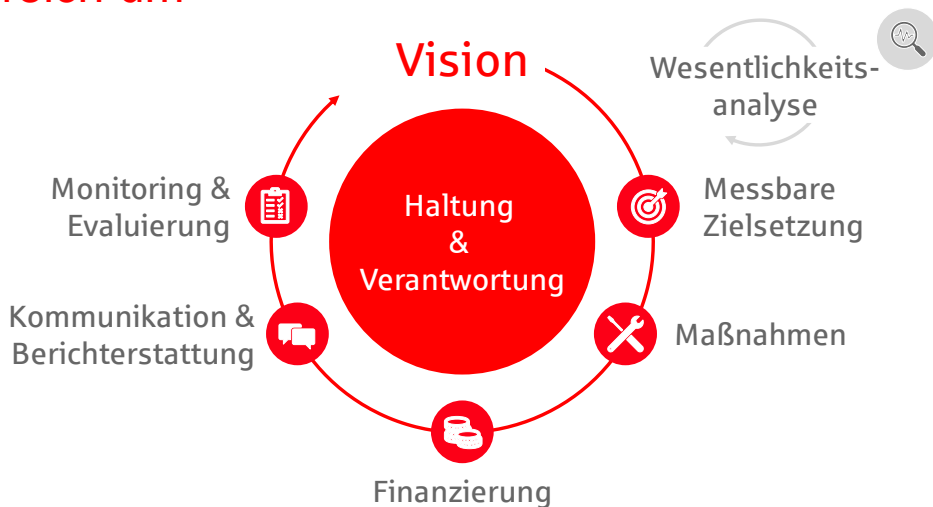 Vision
Wesentlichkeits-
analyse
Messbare
Zielsetzung
Maßnahmen
Finanzierung
Kommunikation &
Berichterstattung
Monitoring &
Evaluierung
Haltung
&
Verantwortung